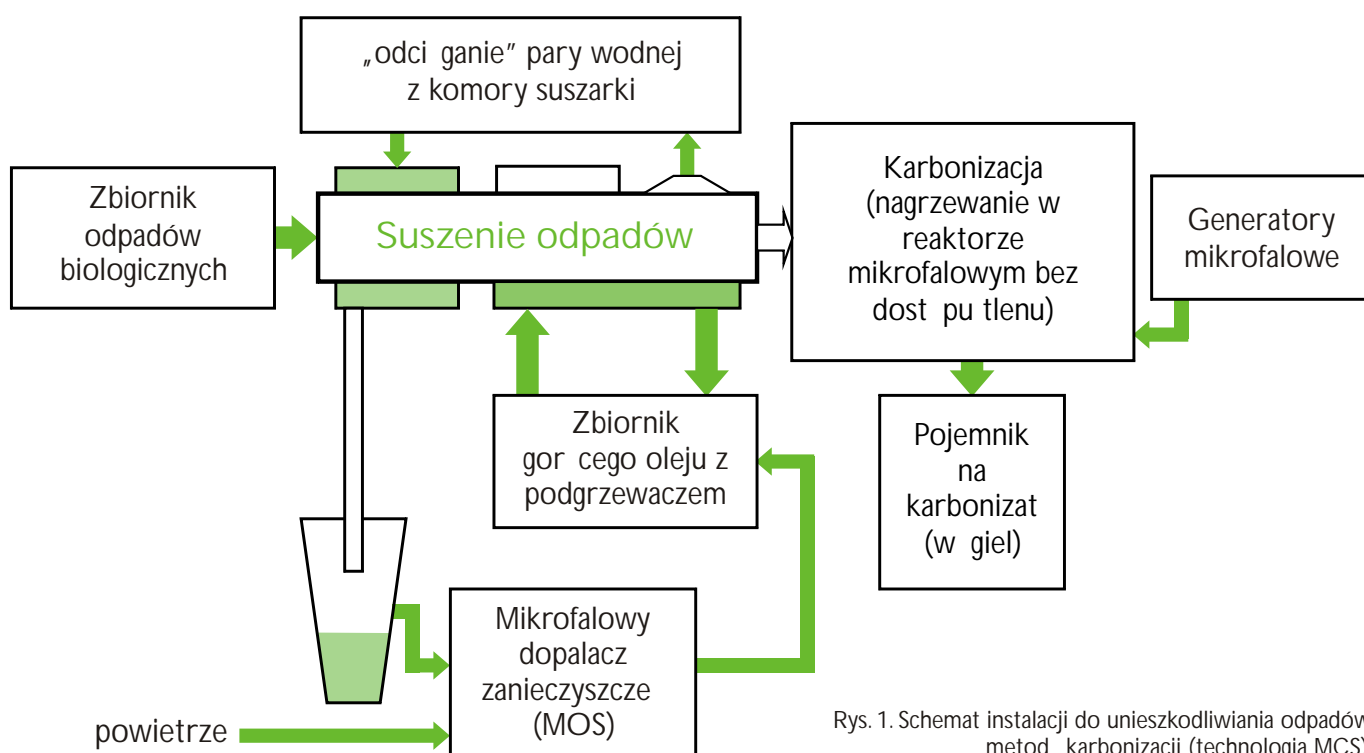 „odci ganie” pary wodnej
z komory suszarki
Zbiornik
odpadów
biologicznych
Suszenie odpadów
Karbonizacja
(nagrzewanie w
reaktorze
mikrofalowym bez
dost pu tlenu)
Generatory
mikrofalowe
Zbiornik
gor cego oleju z
podgrzewaczem
Pojemnik
na
karbonizat
(w giel)
Mikrofalowy
dopalacz
zanieczyszcze
(MOS)
powietrze
Rys. 1. Schemat instalacji do unieszkodliwiania odpadów
metod karbonizacji (technologia MCS)